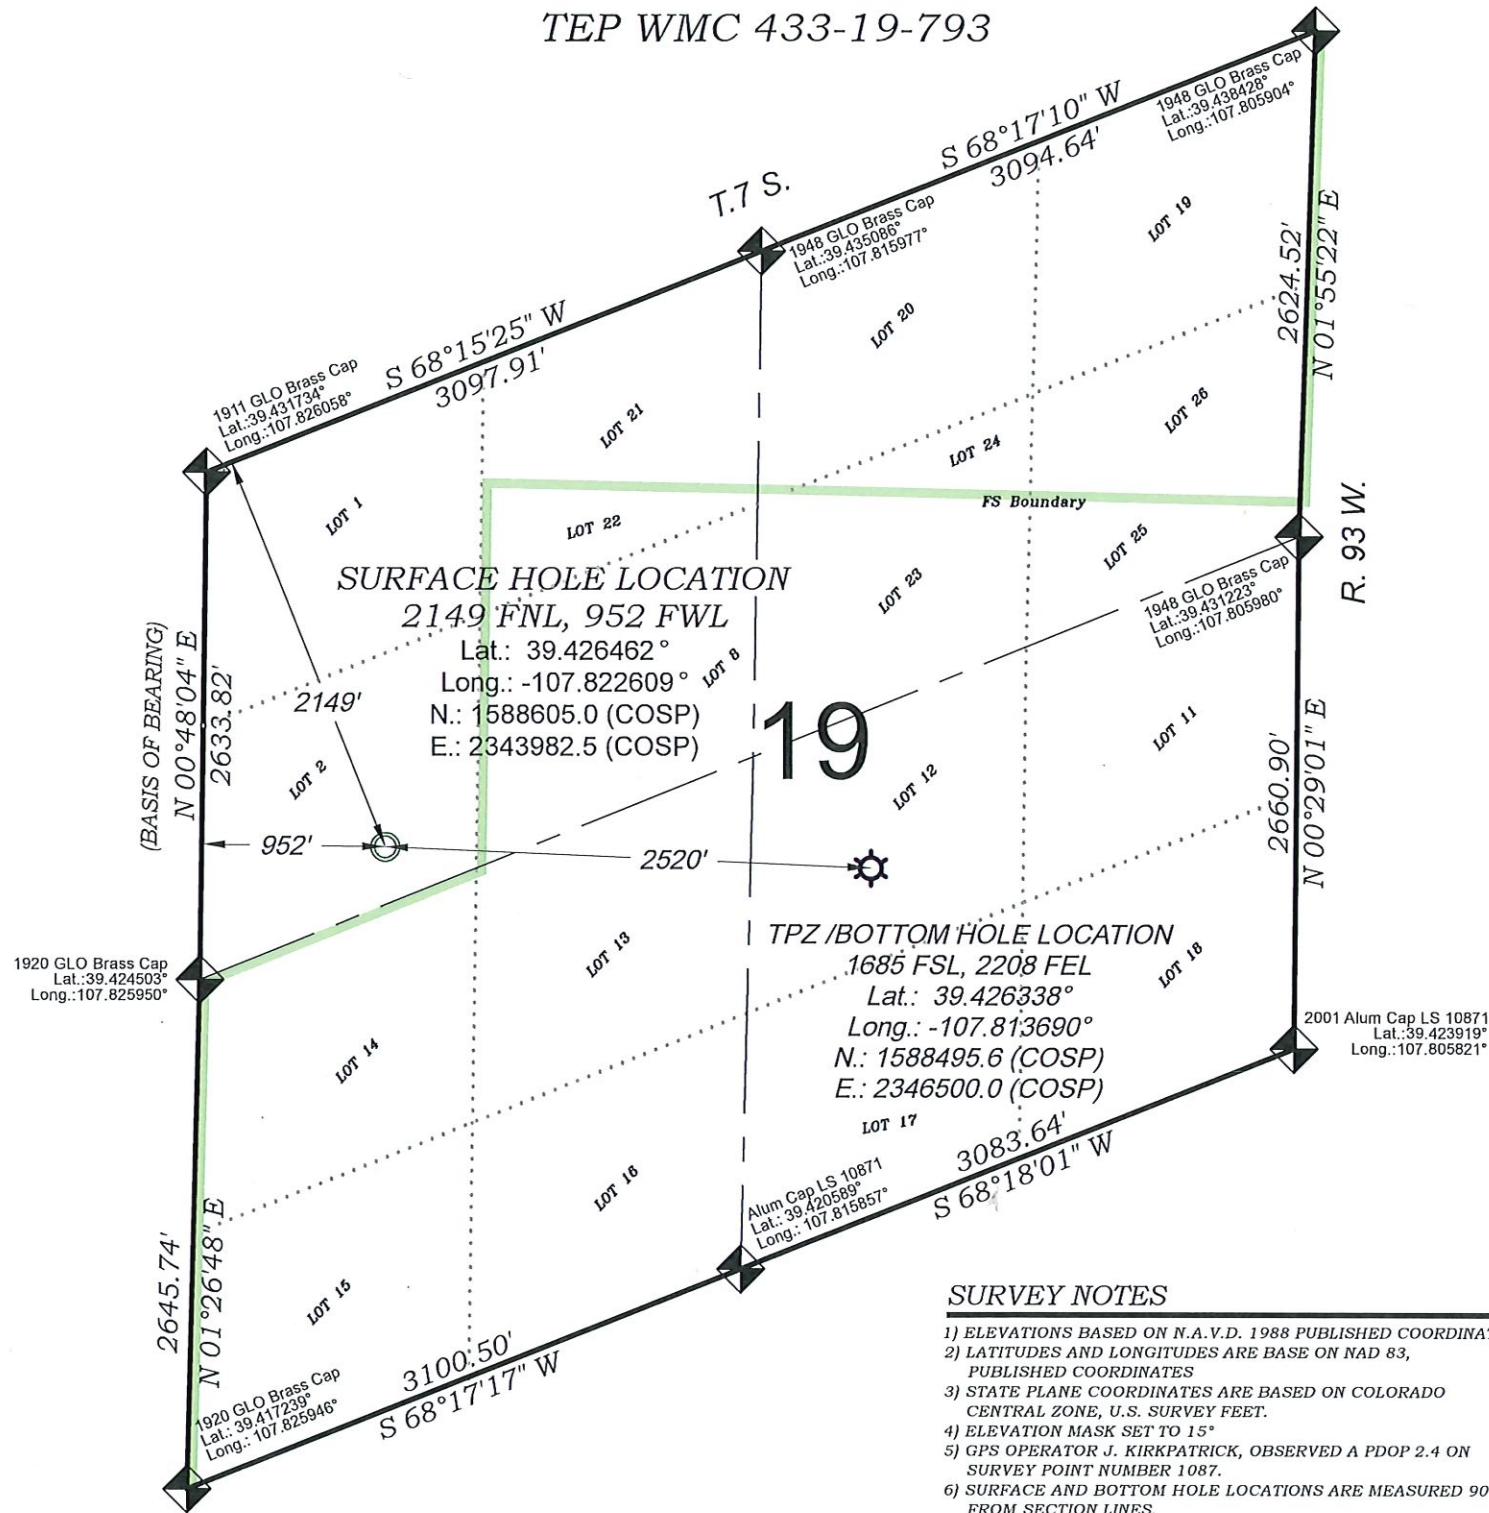 TEP WMC 433-19-793
1948 GLO Brass Cap
Lat.:39.438428°
Long.:107.805904°
S 68°17'10" W
3094.64'
T.7 S.
1948 GLO Brass Cap
Lat.:39.435086°
Long.:107.815977°
LOT 19
2624.52'
N 01°55'22" E
LOT 20
S 68°15'25" W
3097.91'
1911 GLO Brass Cap
Lat.:39.431734°
Long.:107.826058°
LOT 21
LOT 26
LOT 24
LOT 1
LOT 22
FS Boundary
LOT 25
R. 93 W.
SURFACE HOLE LOCATION
2149 FNL, 952 FWL
Lat.: 39.426462°
Long.: -107.822609°
N.: 1588605.0 (COSP)
E.: 2343982.5 (COSP)
LOT 23
1948 GLO Brass Cap
Lat.:39.431223°
Long.:107.805980°
LOT 8
(BASIS OF BEARING)
N 00°48'04" E
2633.82'
2149'
19
LOT 2
LOT 12
LOT 11
2660.90'
N 00°29'01" E
952'
2520'
TPZ /BOTTOM HOLE LOCATION
1685 FSL, 2208 FEL
Lat.: 39.426338°
Long.: -107.813690°
N.: 1588495.6 (COSP)
E.: 2346500.0 (COSP)
LOT 13
LOT 18
1920 GLO Brass Cap
Lat.:39.424503°
Long.:107.825950°
2001 Alum Cap LS 10871
Lat.:39.423919°
Long.:107.805821°
LOT 14
LOT 17
3083.64'
S 68°18'01" W
Alum Cap LS 10871
Lat.: 39.420589°
Long.: 107.815857°
LOT 16
2645.74'
N 01°26'48" E
LOT 15
3100.50'
S 68°17'17" W
1920 GLO Brass Cap
Lat.: 39.417239°
Long.: 107.825946°
SURVEY NOTES
1) ELEVATIONS BASED ON N.A.V.D. 1988 PUBLISHED COORDINA
2) LATITUDES AND LONGITUDES ARE BASE ON NAD 83,
PUBLISHED COORDINATES
3) STATE PLANE COORDINATES ARE BASED ON COLORADO
CENTRAL ZONE, U.S. SURVEY FEET.
4) ELEVATION MASK SET TO 15°
5) GPS OPERATOR J. KIRKPATRICK, OBSERVED A PDOP 2.4 ON
SURVEY POINT NUMBER 1087.
6) SURFACE AND BOTTOM HOLE LOCATIONS ARE MEASURED 90
FROM SECTION LINES.